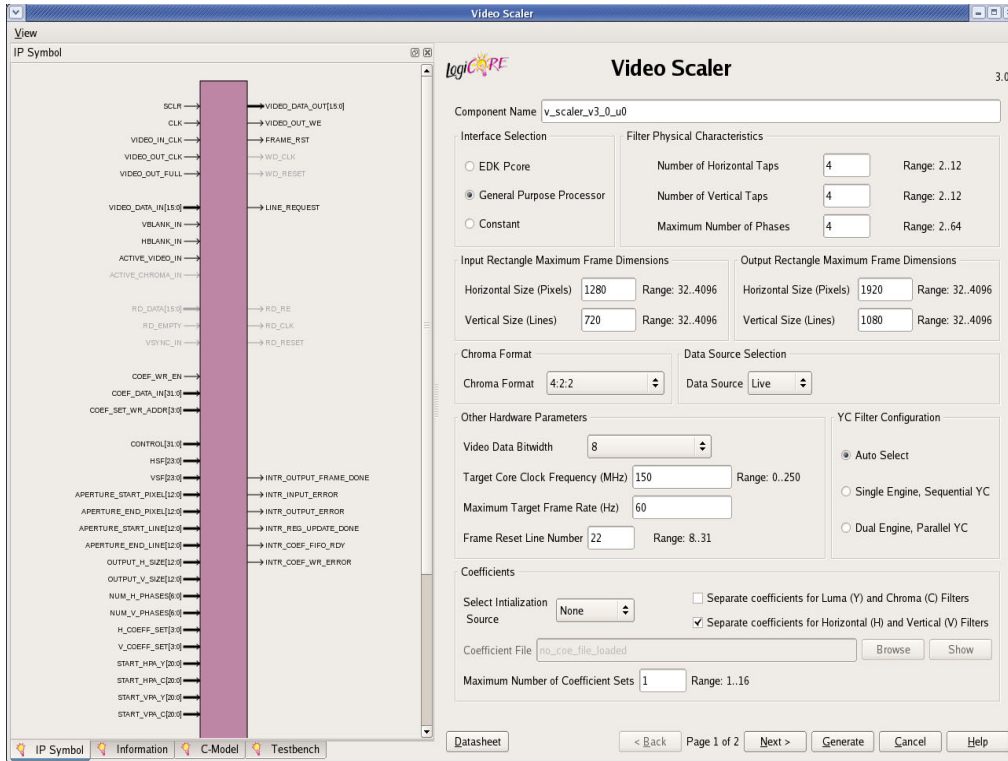 Video Scaler
View
IP Symbol
SCLR
CLK
VIDEO_IN_CLK
VIDEO_OUT_CLK
VIDEO_OUT_FULL
VIDEO_DATA_IN[15:0]
VBLANK_IN
HBLANK_IN
ACTIVE_VIDEO_IN
ACTIVE_CHROMA_IN
RD_DATA[15:0]
RD_EMPTY
VSYNC_IN
COEF_WR_EN
COEF_DATA_IN[31:0]
COEF_SET_WR_ADDR[3:0]
CONTROL[31:0]
HSF[23:0]
VSF[23:0]
APERTURE_START_PIXEL[12:0]
APERTURE_END_PIXEL[12:0]
APERTURE_START_LINE[12:0]
APERTURE_END_LINE[12:0]
OUTPUT_H_SIZE[12:0]
OUTPUT_V_SIZE[12:0]
NUM_H_PHASES[6:0]
NUM_V_PHASES[6:0]
H_COEFF_SET[3:0]
V_COEFF_SET[3:0]
START_HPA_Y[20:0]
START_HPA_C[20:0]
START_VPA_Y[20:0]
START_VPA_C[20:0]
VIDEO_DATA_OUT[15:0]
VIDEO_OUT_WE
FRAME_RST
WD_CLK
WD_RESET
LINE_REQUEST
RD_RE
RD_CLK
RD_RESET
INTR_OUTPUT_FRAME_DONE
INTR_INPUT_ERROR
INTR_OUTPUT_ERROR
INTR_REG_UPDATE_DONE
INTR_COEF_FIFO_RDY
INTR_COEF_WR_ERROR
IP Symbol Information C-Model Testbench
logiCORE
Video Scaler
3.0
Component Name v_scaler_v3_0_u0
Interface Selection
EDK Pcore
General Purpose Processor
Constant
Filter Physical Characteristics
Number of Horizontal Taps 4 Range: 2..12
Number of Vertical Taps 4 Range: 2..12
Maximum Number of Phases 4 Range: 2..64
Input Rectangle Maximum Frame Dimensions
Horizontal Size (Pixels) 1280 Range: 32..4096
Vertical Size (Lines) 720 Range: 32..4096
Output Rectangle Maximum Frame Dimensions
Horizontal Size (Pixels) 1920 Range: 32..4096
Vertical Size (Lines) 1080 Range: 32..4096
Chroma Format
Chroma Format 4:2:2
Data Source Selection
Data Source Live
Other Hardware Parameters
Video Data Bitwidth 8
Target Core Clock Frequency (MHz) 150 Range: 0..250
Maximum Target Frame Rate (Hz) 60
Frame Reset Line Number 22 Range: 8..31
YC Filter Configuration
Auto Select
Single Engine, Sequential YC
Dual Engine, Parallel YC
Coefficients
Select Intialization
Source
None
Separate coefficients for Luma (Y) and Chroma (C) Filters
Separate coefficients for Horizontal (H) and Vertical (V) Filters
Coefficient File no_coe_file_loaded Browse Show
Maximum Number of Coefficient Sets 1 Range: 1..16
Datasheet < Back Page 1 of 2 Next > Generate Cancel Help